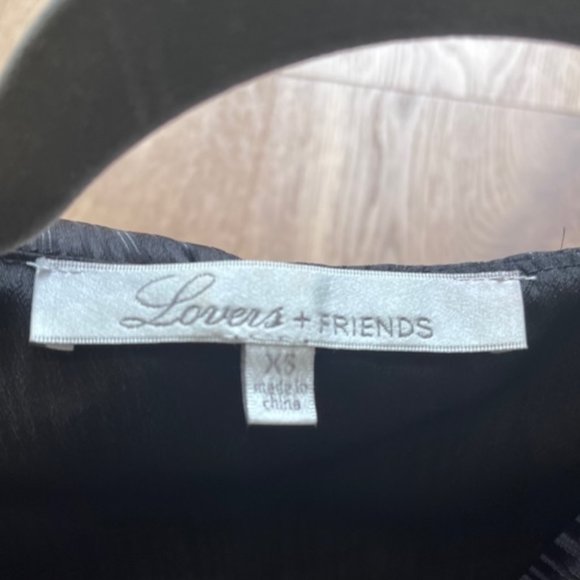 Lovers + FRIENDS
XS
made in
china